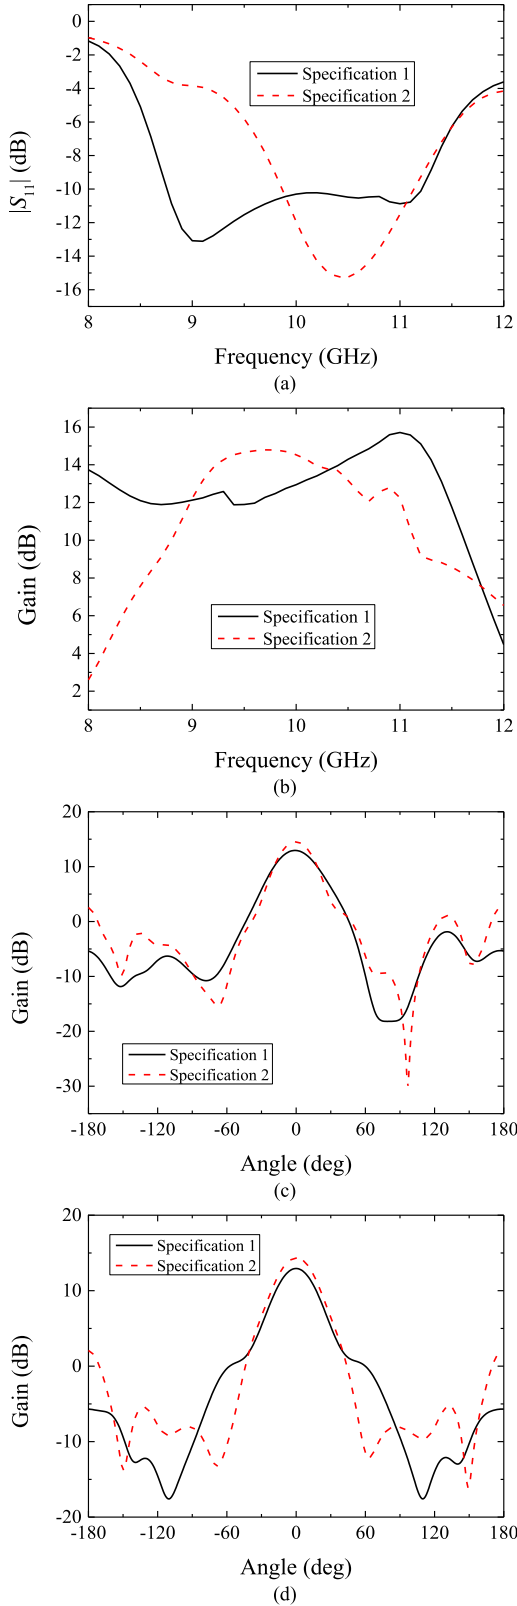 0
-2
-4
-6
-8
-10
-12
-14
-16
|S11| (dB)
Specification 1
Specification 2
8
9
10
11
12
Frequency (GHz)
(a)
16
14
12
10
8
6
4
2
Gain (dB)
Specification 1
Specification 2
8
9
10
11
12
Frequency (GHz)
(b)
20
10
0
-10
-20
-30
Gain (dB)
Specification 1
Specification 2
-180
-120
-60
0
60
120
180
Angle (deg)
(c)
20
10
0
-10
-20
Gain (dB)
Specification 1
Specification 2
-180
-120
-60
0
60
120
180
Angle (deg)
(d)